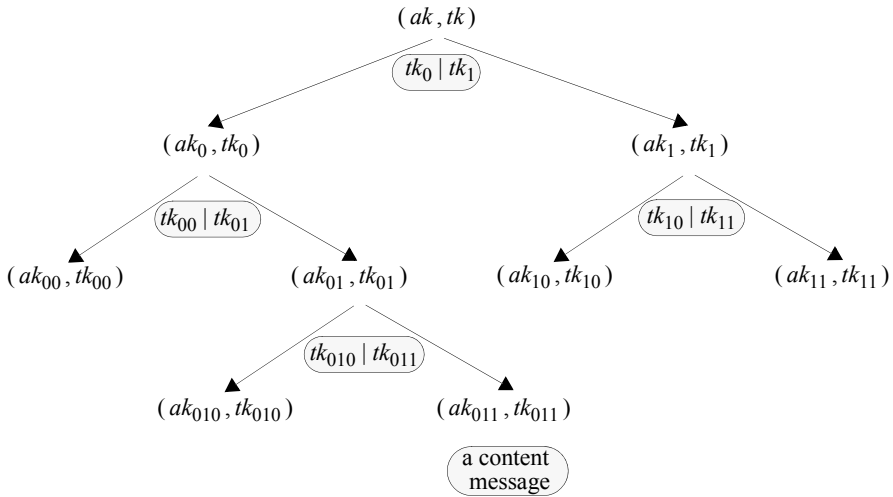 (ak, tk)
tk₀ | tk₁
(ak₀, tk₀)
(ak₁, tk₁)
tk₀₀ | tk₀₁
tk₁₀ | tk₁₁
(ak₀₀, tk₀₀)
(ak₀₁, tk₀₁)
(ak₁₀, tk₁₀)
(ak₁₁, tk₁₁)
tk₀₁₀ | tk₀₁₁
(ak₀₁₀, tk₀₁₀)
(ak₀₁₁, tk₀₁₁)
a content
message